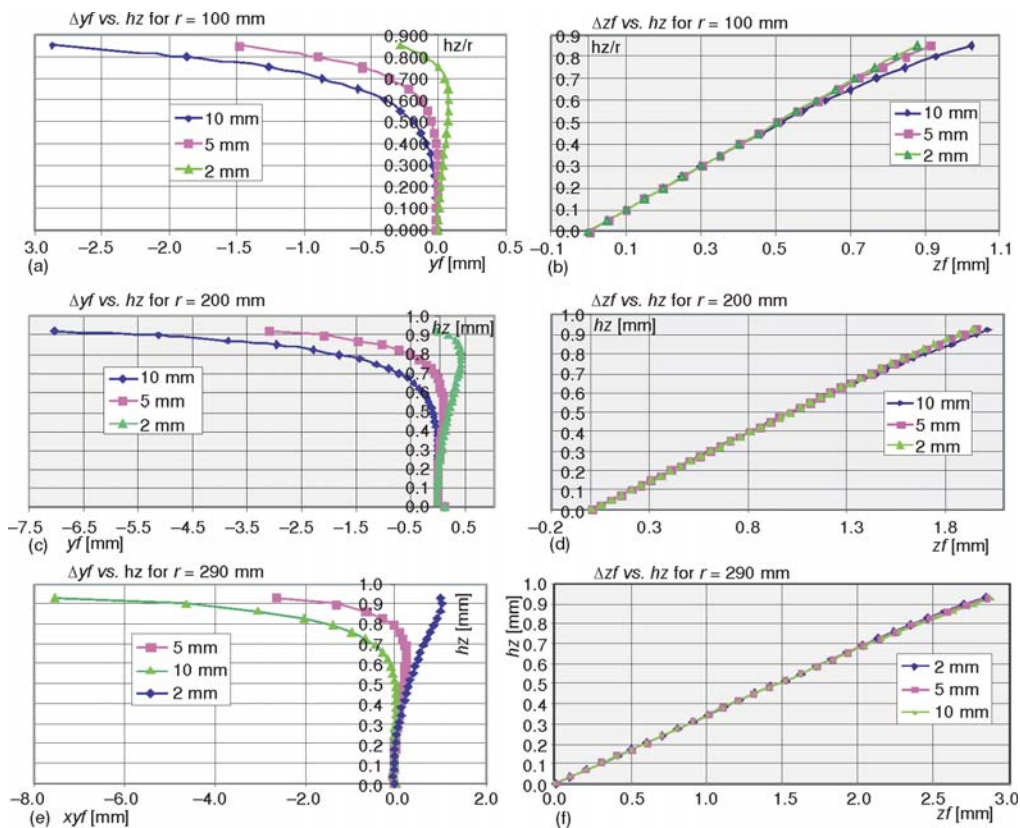 Δyf vs. hz for r = 100 mm
0.900
0.800
0.700
0.600
0.500
0.400
0.300
0.200
0.100
0.000
hz/r
10 mm
5 mm
2 mm
3.0 −2.5 −2.0 −1.5 −1.0 −0.5 0.0 0.5
(a) yf [mm]
Δzf vs. hz for r = 100 mm
0.9
0.8
0.7
0.6
0.5
0.4
0.3
0.2
0.1
0.0
hz/r
10 mm
5 mm
2 mm
−0.1 0.1 0.3 0.5 0.7 0.9 1.1
(b) zf [mm]
Δyf vs. hz for r = 200 mm
hz [mm]
1.0
0.9
0.8
0.7
0.6
0.5
0.4
0.3
0.2
0.1
0.0
10 mm
5 mm
2 mm
−7.5 −6.5 −5.5 −4.5 −3.5 −2.5 −1.5 −0.5 0.5
(c) yf [mm]
Δzf vs. hz for r = 200 mm
hz [mm]
1.0
0.9
0.8
0.7
0.6
0.5
0.4
0.3
0.2
0.1
0.0
10 mm
5 mm
2 mm
−0.2 0.3 0.8 1.3 1.8
(d) zf [mm]
Δyf vs. hz for r = 290 mm
1.0
0.9
0.8
0.7
0.6
0.5
0.4
0.3
0.2
0.1
0.0
hz [mm]
5 mm
10 mm
2 mm
−8.0 −6.0 −4.0 −2.0 0.0 2.0
(e) xyf [mm]
Δzf vs. hz for r = 290 mm
1.0
0.9
0.8
0.7
0.6
0.5
0.4
0.3
0.2
0.1
0.0
hz [mm]
2 mm
5 mm
10 mm
0.0 0.5 1.0 1.5 2.0 2.5 3.0
(f) zf [mm]